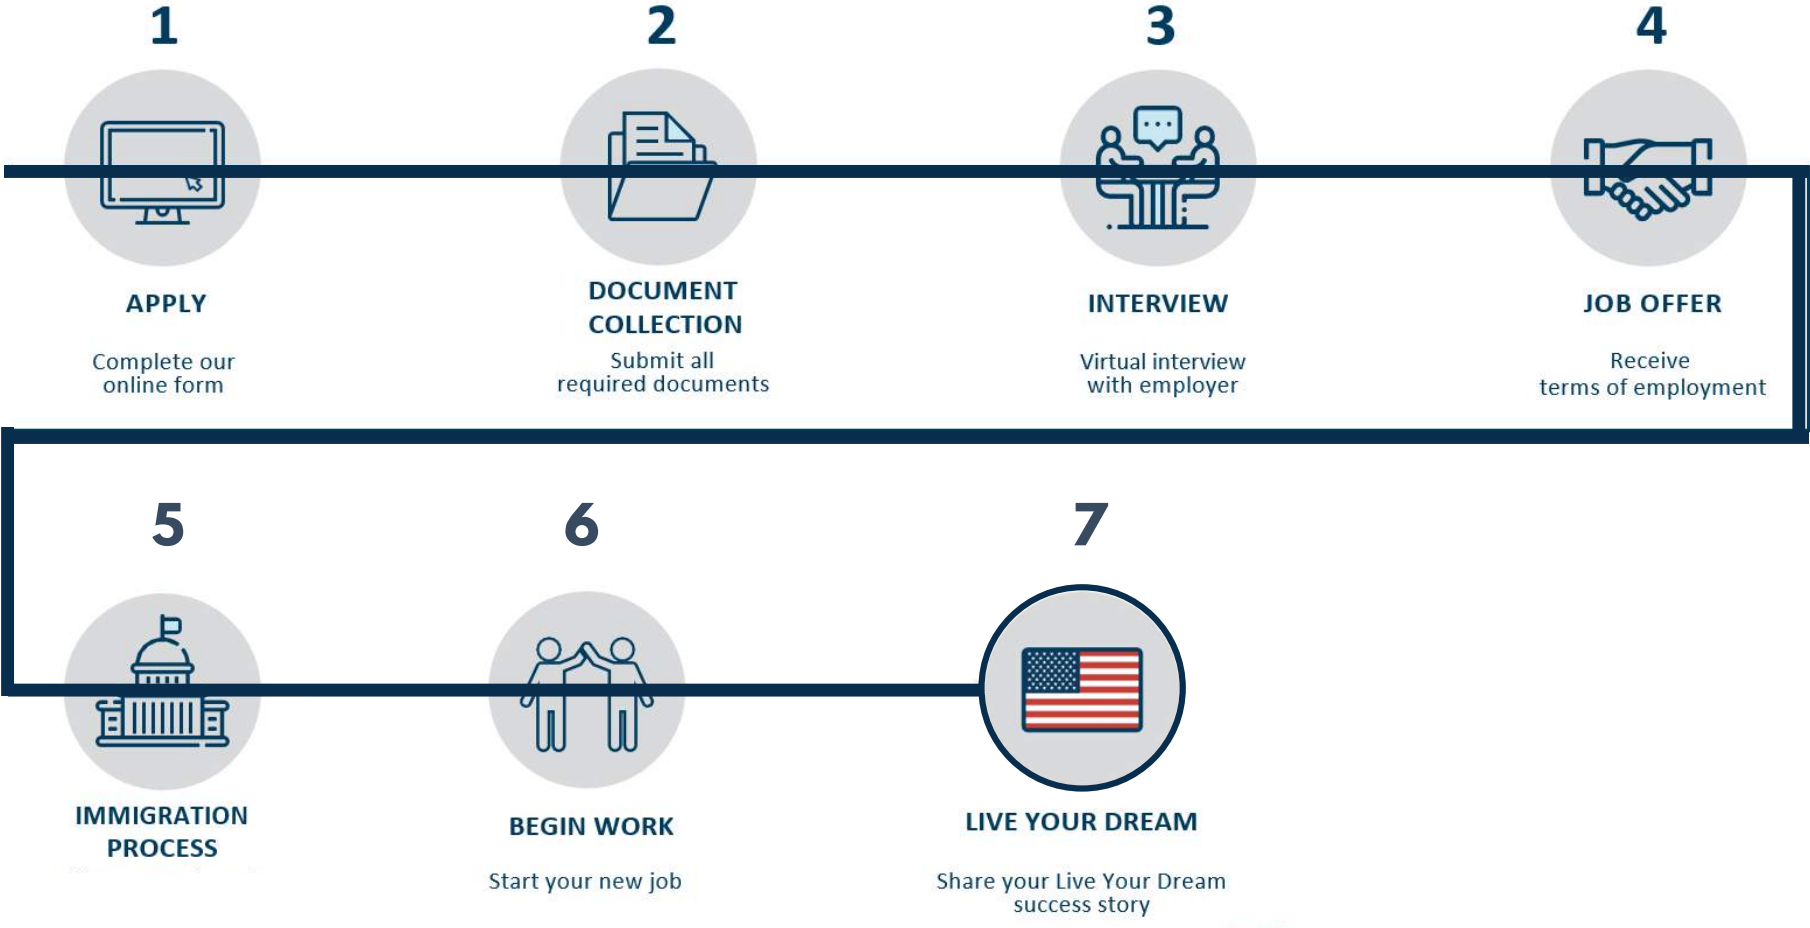 1
2
3
4
APPLY
Complete our
online form
DOCUMENT
COLLECTION
Submit all
required documents
INTERVIEW
Virtual interview
with employer
JOB OFFER
Receive
terms of employment
5
6
7
IMMIGRATION
PROCESS
BEGIN WORK
Start your new job
LIVE YOUR DREAM
Share your Live Your Dream
success story